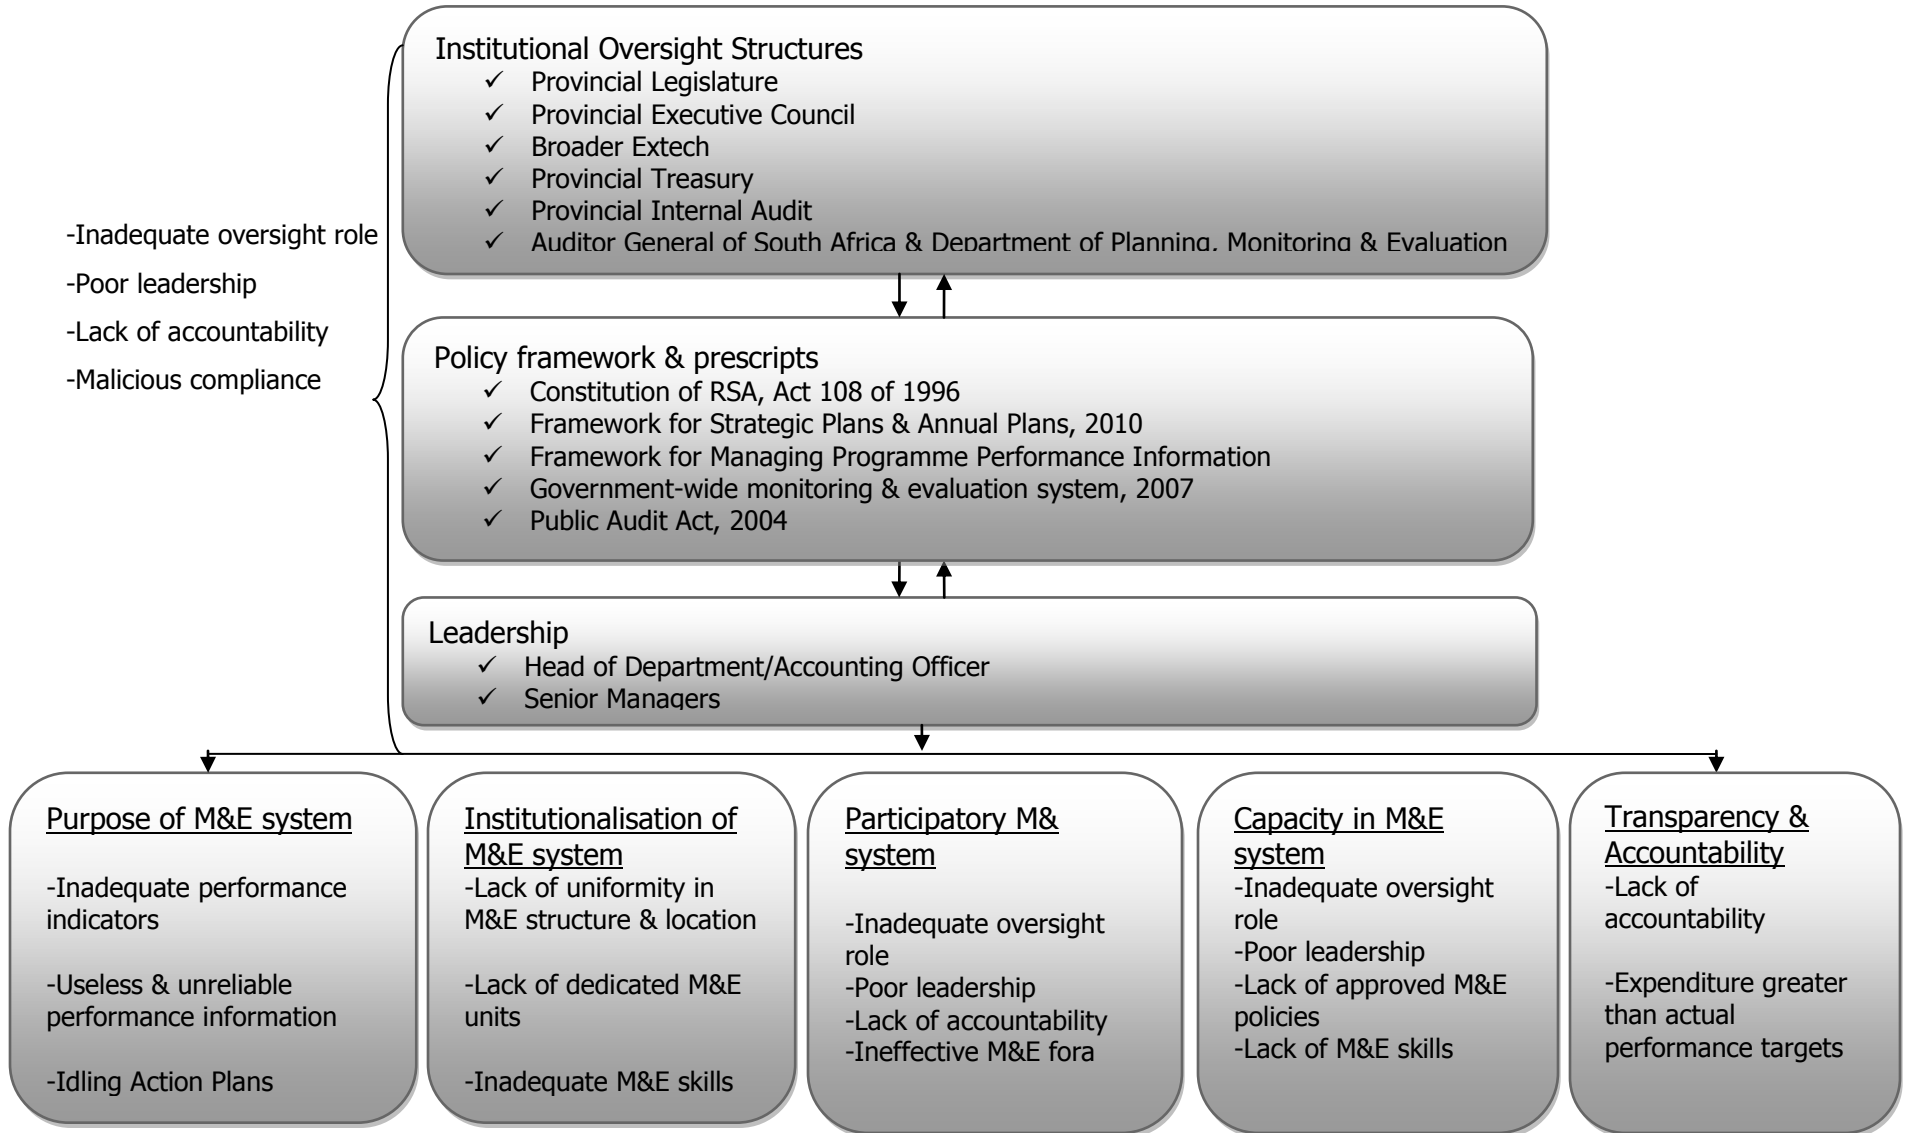 Institutional Oversight Structures
✓ Provincial Legislature
✓ Provincial Executive Council
✓ Broader Extech
✓ Provincial Treasury
✓ Provincial Internal Audit
✓ Auditor General of South Africa & Department of Planning, Monitoring & Evaluation
-Inadequate oversight role
-Poor leadership
-Lack of accountability
-Malicious compliance
Policy framework & prescripts
✓ Constitution of RSA, Act 108 of 1996
✓ Framework for Strategic Plans & Annual Plans, 2010
✓ Framework for Managing Programme Performance Information
✓ Government-wide monitoring & evaluation system, 2007
✓ Public Audit Act, 2004
Leadership
✓ Head of Department/Accounting Officer
✓ Senior Managers
Purpose of M&E system
-Inadequate performance
indicators
-Useless & unreliable
performance information
-Idling Action Plans
Institutionalisation of
M&E system
-Lack of uniformity in
M&E structure & location
-Lack of dedicated M&E
units
-Inadequate M&E skills
Participatory M&
system
-Inadequate oversight
role
-Poor leadership
-Lack of accountability
-Ineffective M&E fora
Capacity in M&E
system
-Inadequate oversight
role
-Poor leadership
-Lack of approved M&E
policies
-Lack of M&E skills
Transparency &
Accountability
-Lack of
accountability
-Expenditure greater
than actual
performance targets